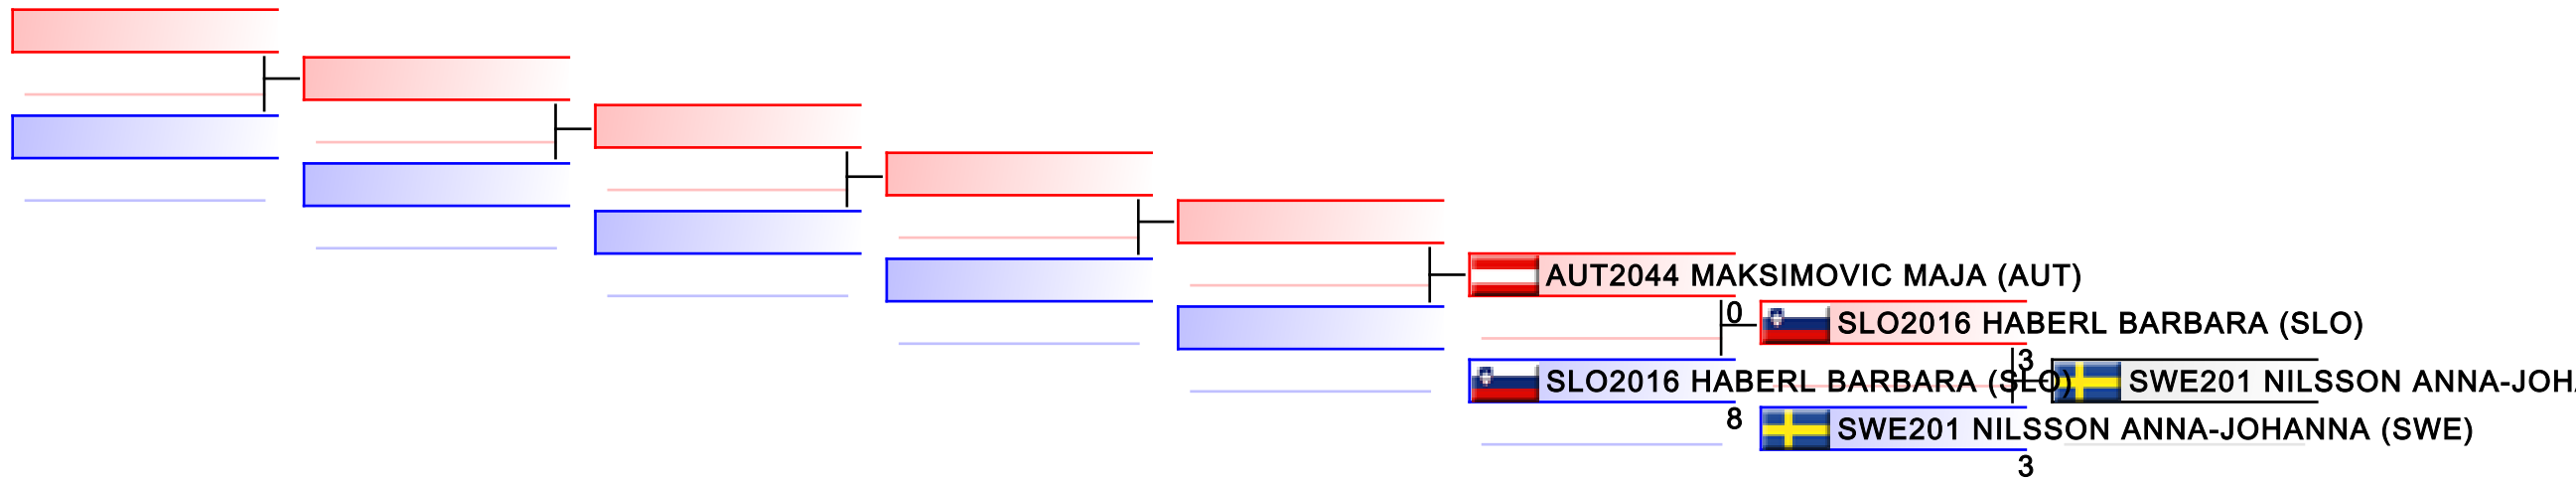 AUT2044 MAKSIMOVIC MAJA (AUT)
0
SLO2016 HABERL BARBARA (SLO)
8
SLO2016 HABERL BARBARA (SLO)
3
SWE201 NILSSON ANNA-JOHANNA (SWE)
3
SWE201 NILSSON ANNA-JOH